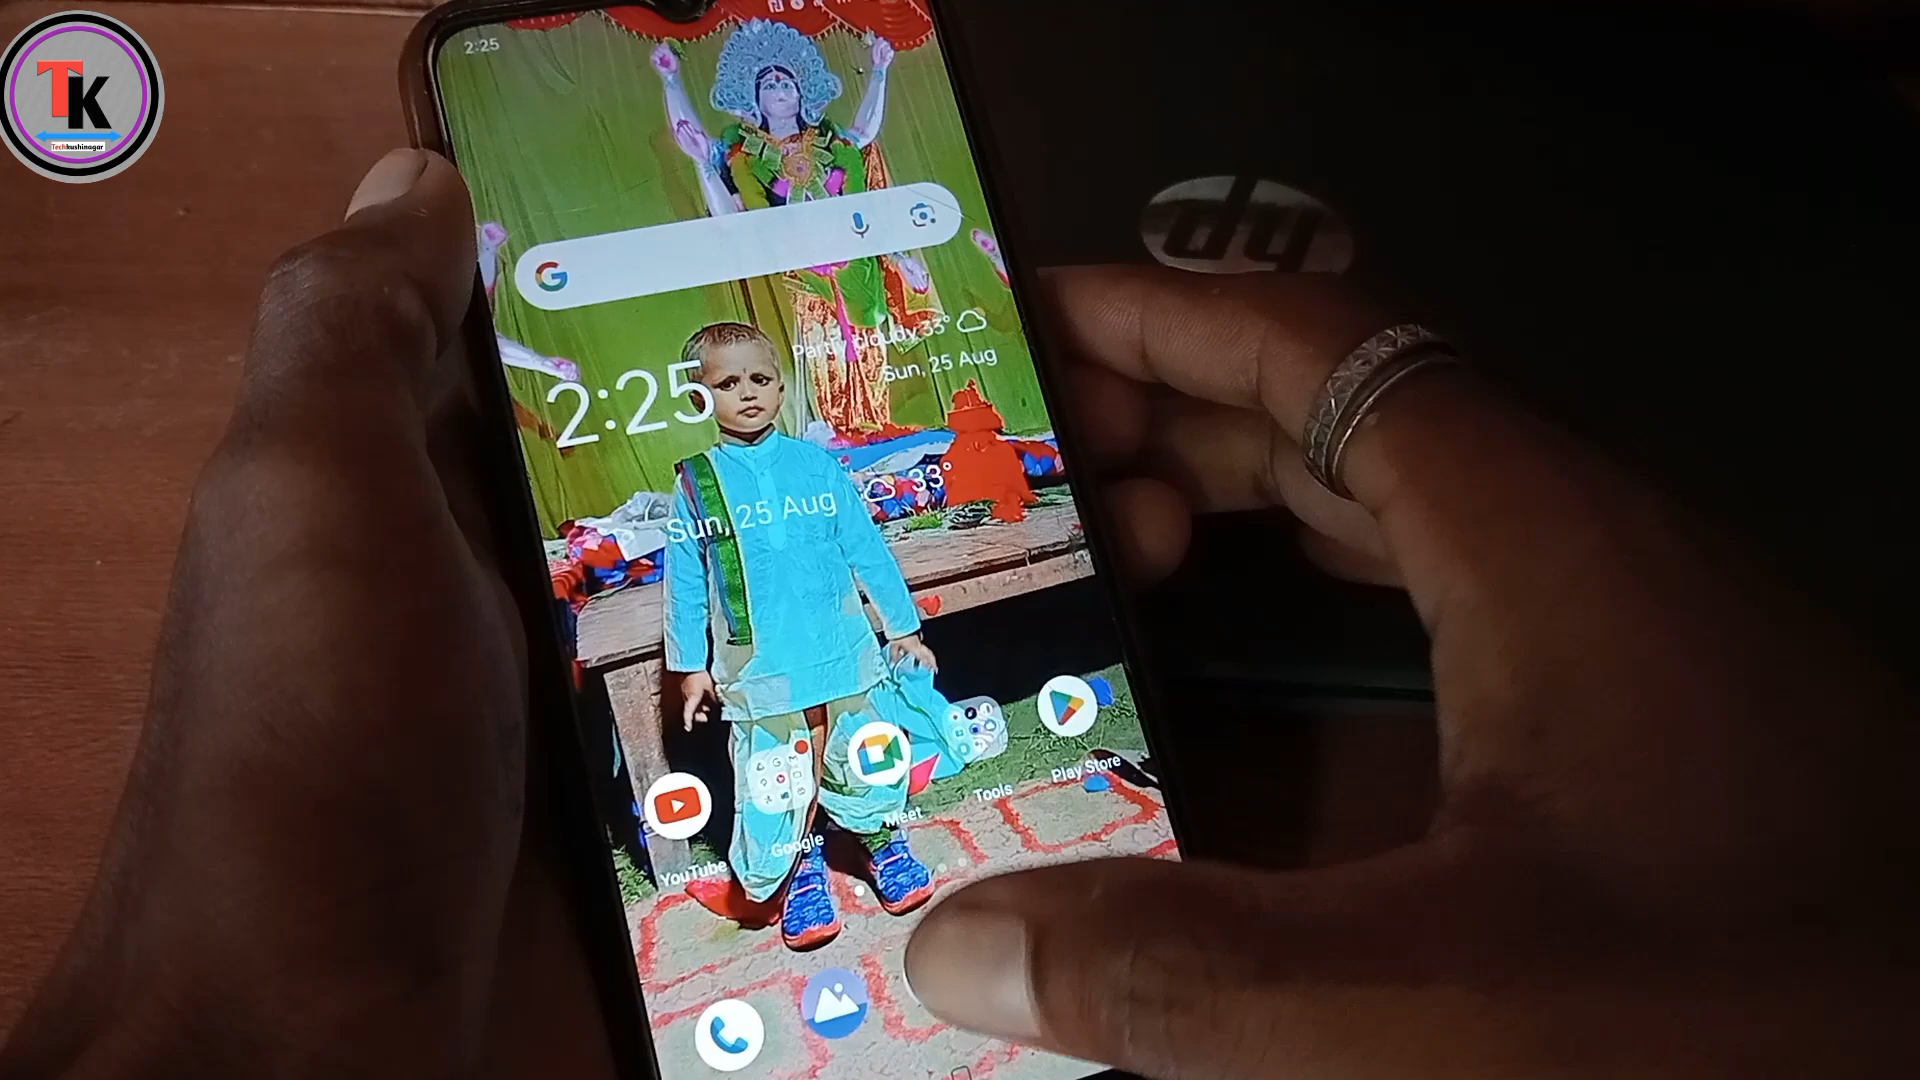 TK
Techkushinagar
2:25
hp
G
Partly cloudy 33°
Sun, 25 Aug
2:25
Sun, 25 Aug
33°
YouTube
Google
Meet
Tools
Play Store